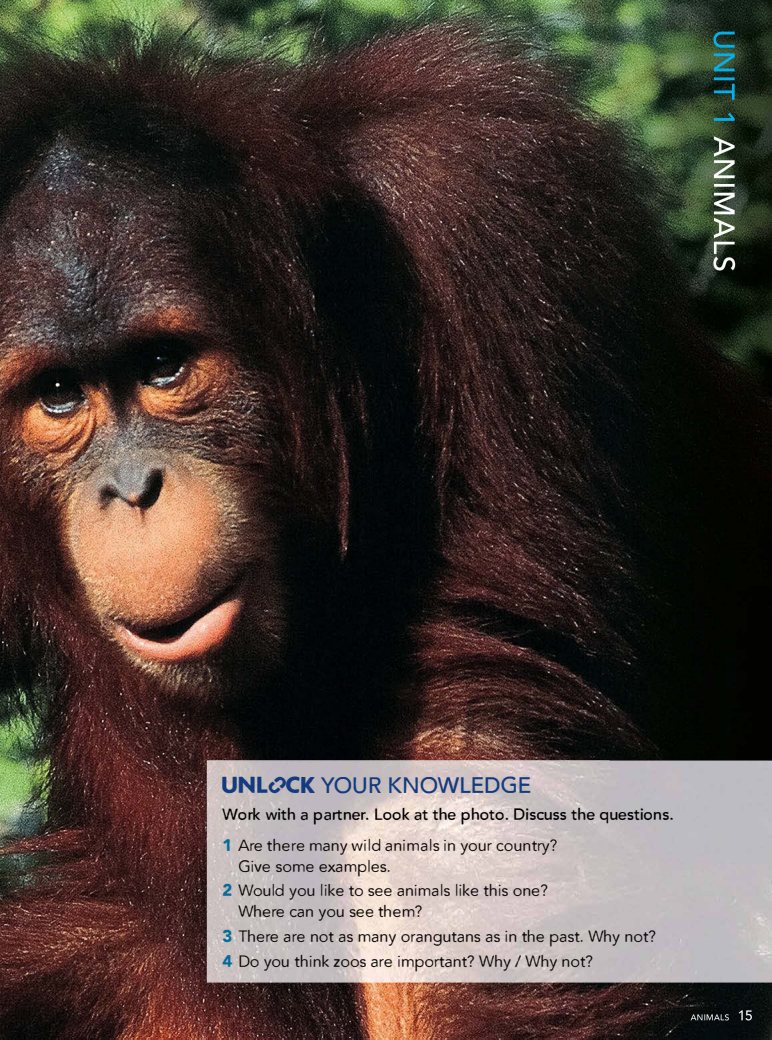 UNIT 1 ANIMALS
UNLOCK YOUR KNOWLEDGE
Work with a partner. Look at the photo. Discuss the questions.
1 Are there many wild animals in your country?
Give some examples.
2 Would you like to see animals like this one?
Where can you see them?
3 There are not as many orangutans as in the past. Why not?
4 Do you think zoos are important? Why / Why not?
ANIMALS 15